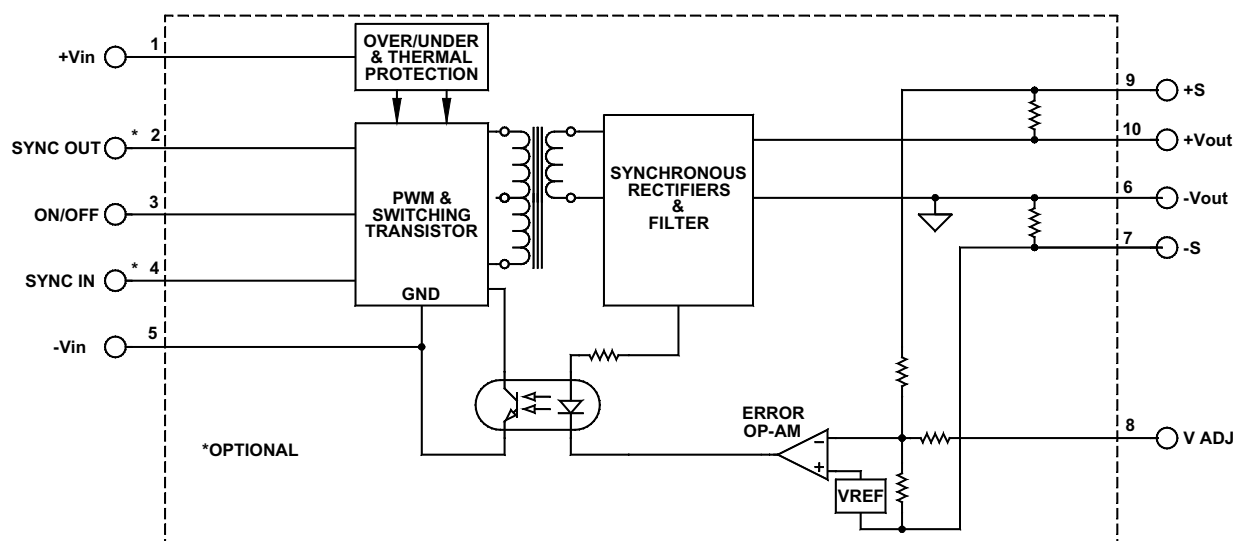 +Vin
1
OVER/UNDER
& THERMAL
PROTECTION
9
+S
SYNC OUT
* 2
10
+Vout
PWM &
SWITCHING
TRANSISTOR
SYNCHRONOUS
RECTIFIERS
&
FILTER
ON/OFF
3
6
-Vout
7
-S
SYNC IN
* 4
GND
-Vin
5
ERROR
OP-AM
8
V ADJ
*OPTIONAL
–
+
VREF